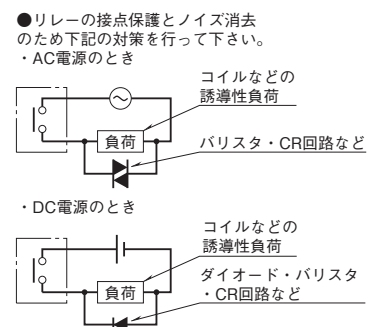 ●リレーの接点保護とノイズ消去
のため下記の対策を行って下さい。
・AC電源のとき
コイルなどの
誘導性負荷
負荷
バリスタ・CR回路など
・DC電源のとき
コイルなどの
誘導性負荷
負荷
ダイオード・バリスタ
・CR回路など